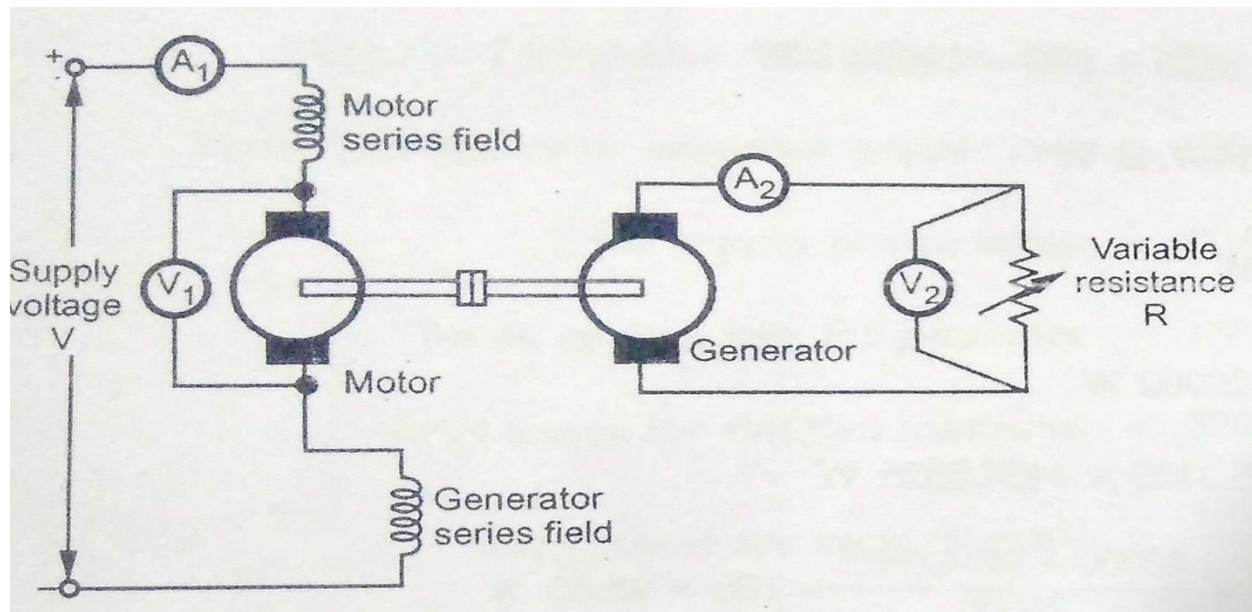 +
A1
Motor
series field
A2
Supply
voltage
V
V1
V2
Variable
resistance
R
Generator
Motor
Generator
series field
-